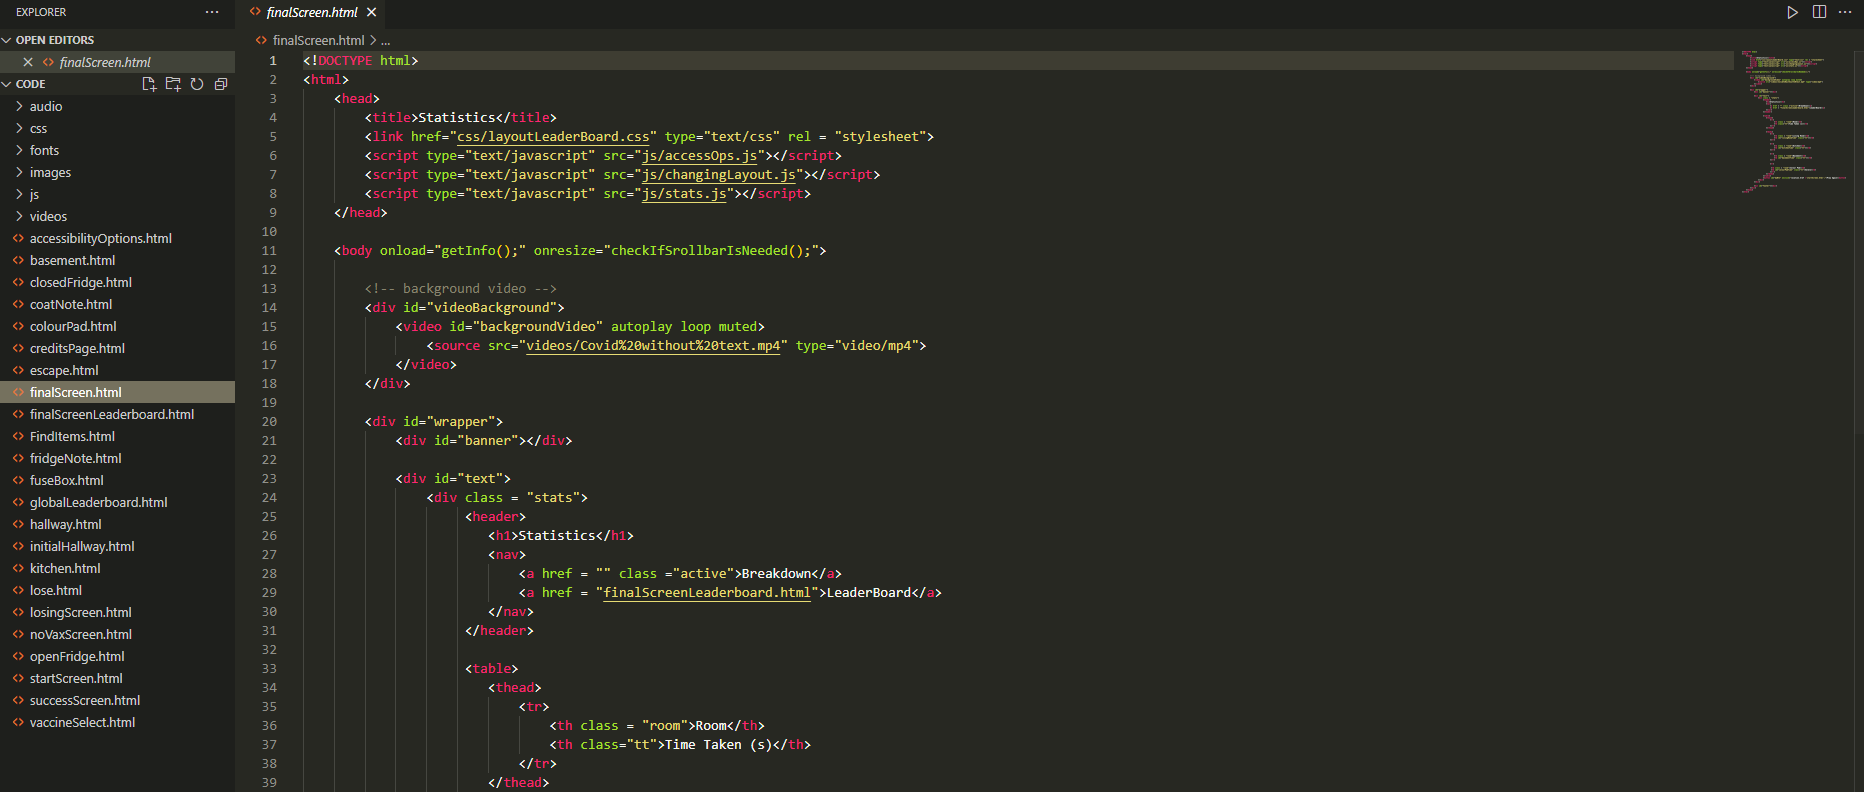 EXPLORER
OPEN EDITORS
finalScreen.html
CODE
audio
css
fonts
images
js
videos
accessibilityOptions.html
basement.html
closedFridge.html
coatNote.html
colourPad.html
creditsPage.html
escape.html
finalScreen.html
finalScreenLeaderboard.html
FindItems.html
fridgeNote.html
fuseBox.html
globalLeaderboard.html
hallway.html
initialHallway.html
kitchen.html
lose.html
losingScreen.html
noVaxScreen.html
openFridge.html
startScreen.html
successScreen.html
vaccineSelect.html
finalScreen.html
finalScreen.html > ...
1 <!DOCTYPE html>
2 <html>
3 <head>
4 <title>Statistics</title>
5 <link href="css/layoutLeaderBoard.css" type="text/css" rel = "stylesheet">
6 <script type="text/javascript" src="js/accessOps.js"></script>
7 <script type="text/javascript" src="js/changingLayout.js"></script>
8 <script type="text/javascript" src="js/stats.js"></script>
9 </head>
10
11 <body onload="getInfo();" onresize="checkIfSrollbarIsNeeded();">
12
13 <!-- background video -->
14 <div id="videoBackground">
15 <video id="backgroundVideo" autoplay loop muted>
16 <source src="videos/Covid%20without%20text.mp4" type="video/mp4">
17 </video>
18 </div>
19
20 <div id="wrapper">
21 <div id="banner"></div>
22
23 <div id="text">
24 <div class = "stats">
25 <header>
26 <h1>Statistics</h1>
27 <nav>
28 <a href = "" class ="active">Breakdown</a>
29 <a href = "finalScreenLeaderboard.html">LeaderBoard</a>
30 </nav>
31 </header>
32
33 <table>
34 <thead>
35 <tr>
36 <th class = "room">Room</th>
37 <th class="tt">Time Taken (s)</th>
38 </tr>
39 </thead>